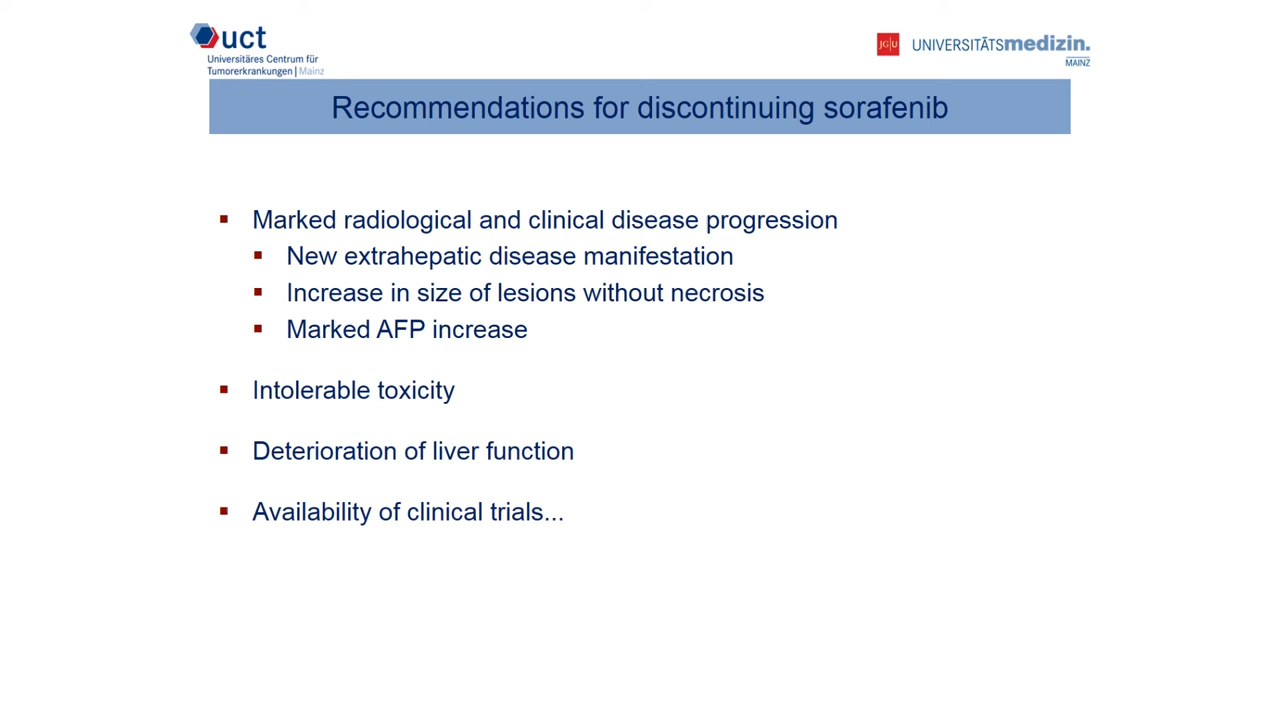 uct
Universitäres Centrum für
Tumorerkrankungen | Mainz
JG|U UNIVERSITÄTSmedizin.
MAINZ
Recommendations for discontinuing sorafenib
▪ Marked radiological and clinical disease progression
▪ New extrahepatic disease manifestation
▪ Increase in size of lesions without necrosis
▪ Marked AFP increase
▪ Intolerable toxicity
▪ Deterioration of liver function
▪ Availability of clinical trials...